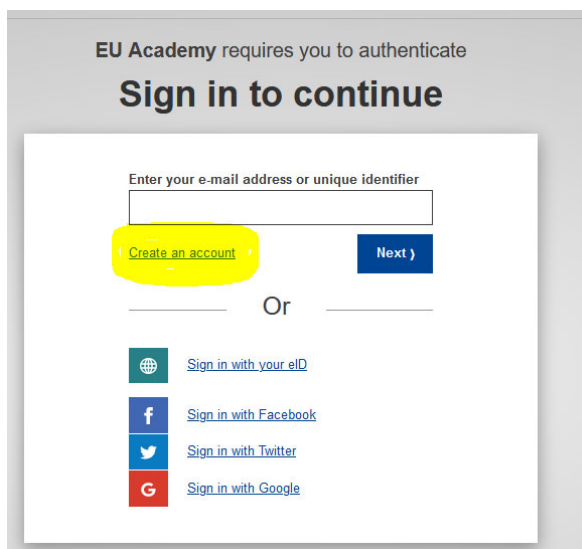 EU Academy requires you to authenticate
Sign in to continue
Enter your e-mail address or unique identifier
Create an account
Next ❭
Or
Sign in with your eID
f
Sign in with Facebook
Sign in with Twitter
G
Sign in with Google